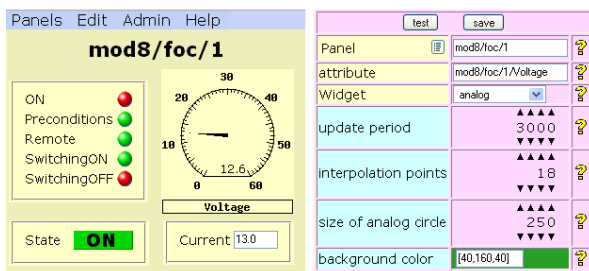 Panels Edit Admin Help
mod8/foc/1
ON
Preconditions
Remote
SwitchingON
SwitchingOFF
30
20 40
10 50
12.6
0 60
Voltage
State ON
Current 13.0
test save
Panel mod8/foc/1 ?
attribute mod8/foc/1/Voltage ?
Widget analog ?
update period 3000 ?
interpolation points 18 ?
size of analog circle 250 ?
background color [40,160,40] ?